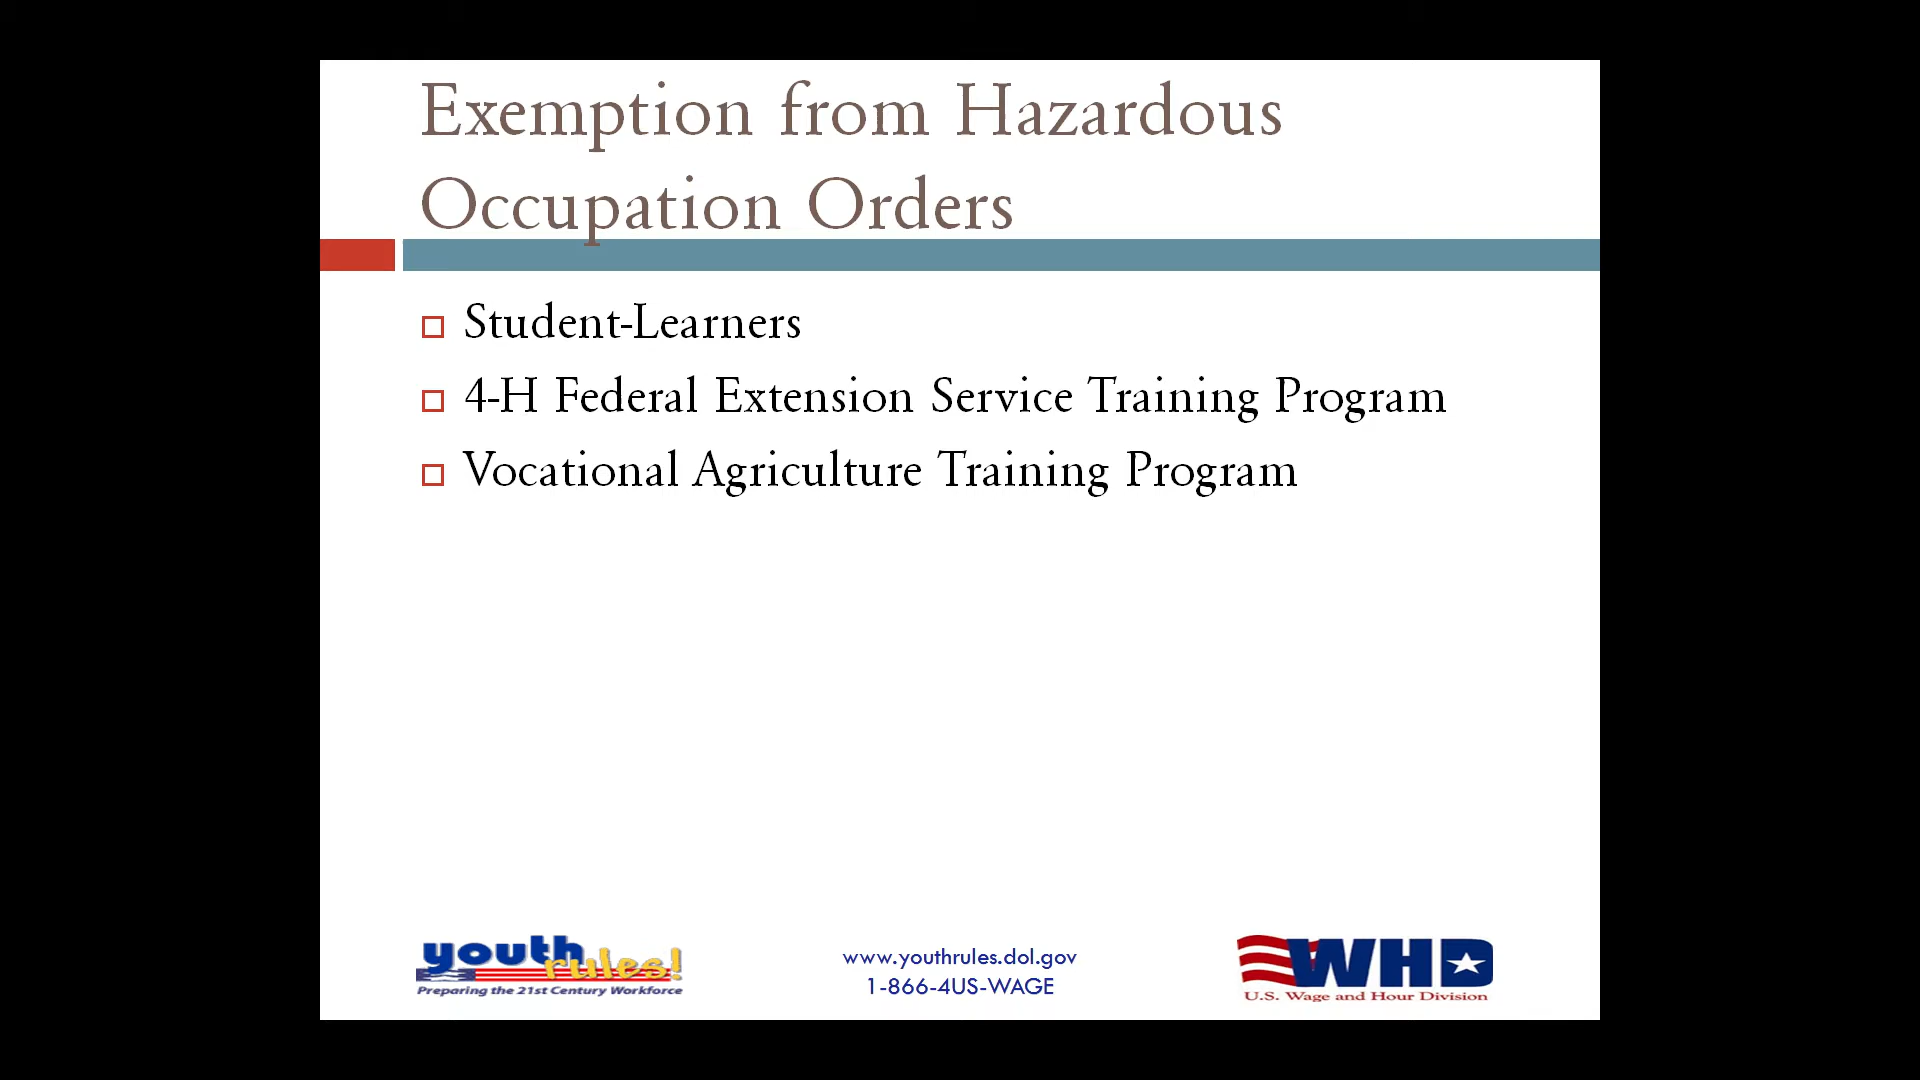 Exemption from Hazardous
Occupation Orders
Student-Learners
4-H Federal Extension Service Training Program
Vocational Agriculture Training Program
youth rules!
Preparing the 21st Century Workforce
www.youthrules.dol.gov
1-866-4US-WAGE
WHD
U.S. Wage and Hour Division